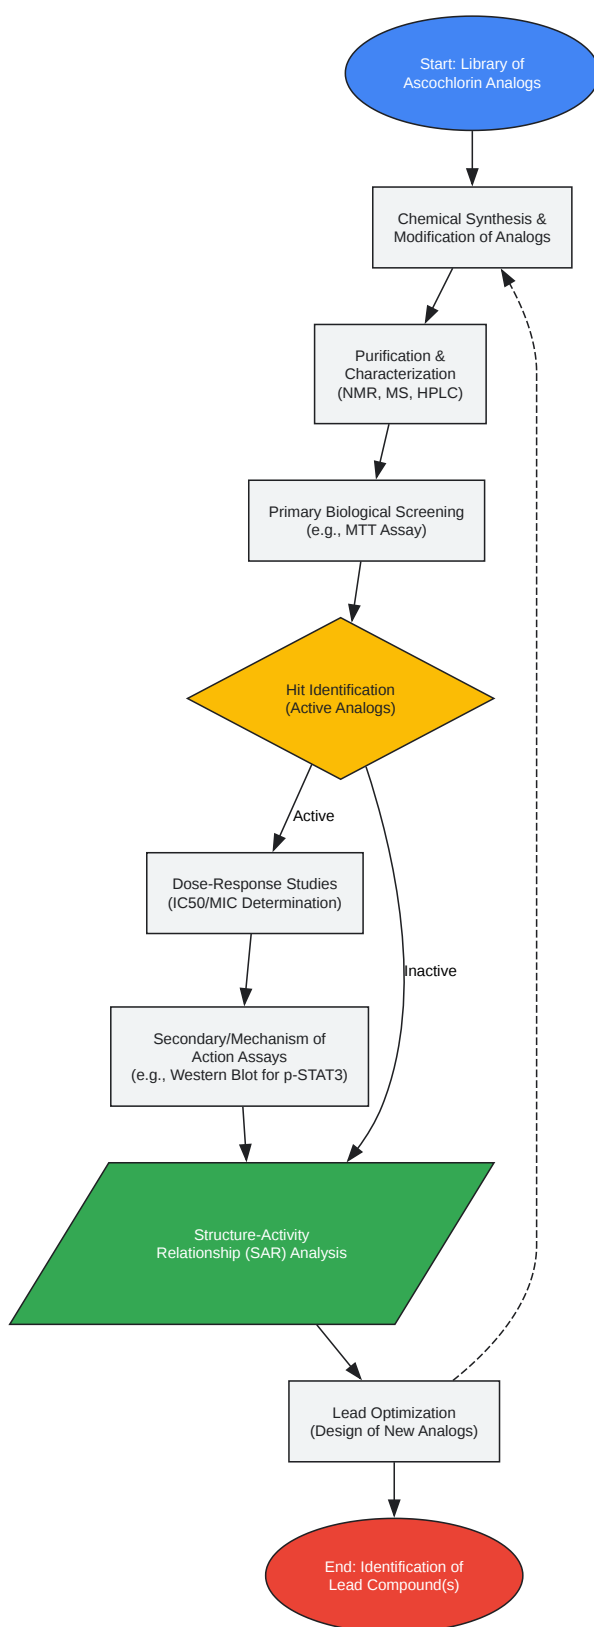 Start: Library of
Ascochlorin Analogs
Chemical Synthesis &
Modification of Analogs
Purification &
Characterization
(NMR, MS, HPLC)
Primary Biological Screening
(e.g., MTT Assay)
Hit Identification
(Active Analogs)
Active
Dose-Response Studies
(IC50/MIC Determination)
Inactive
Secondary/Mechanism of
Action Assays
(e.g., Western Blot for p-STAT3)
Structure-Activity
Relationship (SAR) Analysis
Lead Optimization
(Design of New Analogs)
End: Identification of
Lead Compound(s)